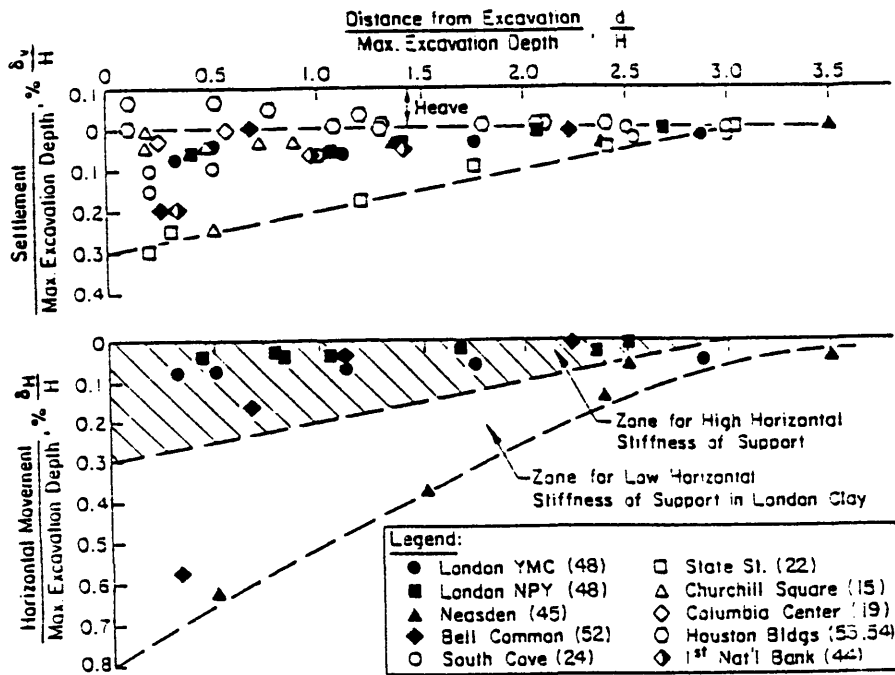 Distance from Excavation , d
Max. Excavation Depth H
0 0.5 1.0 1.5 2.0 2.5 3.0 3.5
Settlement , % δv
Max. Excavation Depth H
0.1
0
0.1
0.2
0.3
0.4
Heave
Horizontal Movement , % δH
Max. Excavation Depth H
0
0.1
0.2
0.3
0.4
0.5
0.6
0.7
0.8
Zone for High Horizontal
Stiffness of Support
Zone for Low Horizontal
Stiffness of Support in London Clay
Legend:
London YMC (48)
London NPY (48)
Neasden (45)
Bell Common (52)
South Cove (24)
State St. (22)
Churchill Square (15)
Columbia Center (19)
Houston Bldgs (53,54)
1st Nat'l Bank (44)